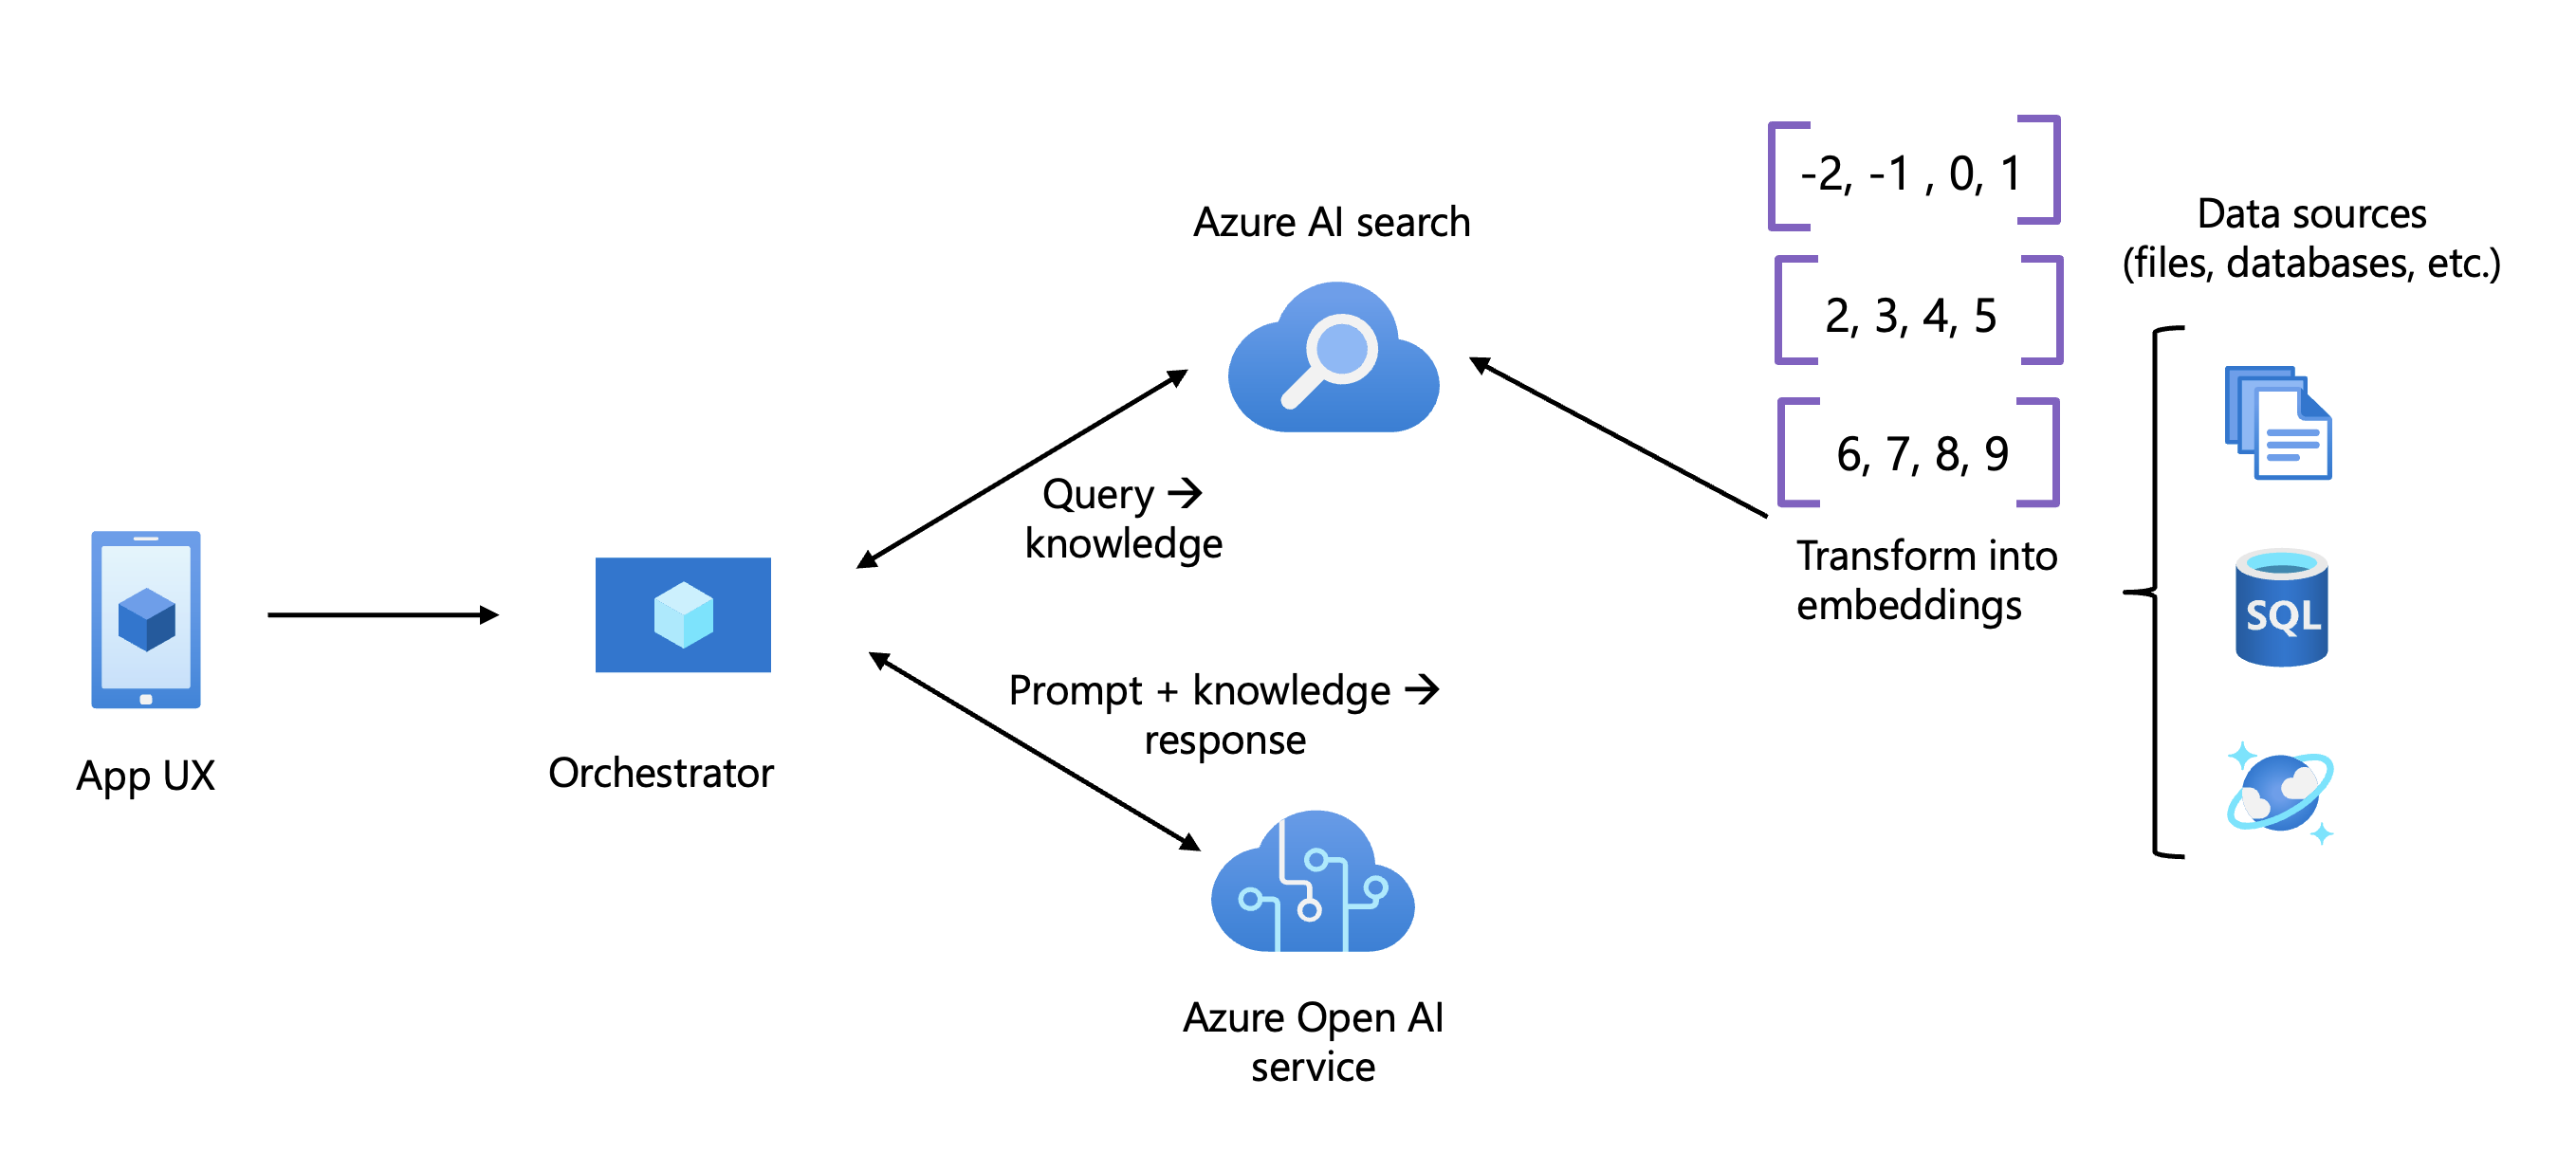 App UX
Orchestrator
Azure AI search
Query →
knowledge
Prompt + knowledge →
response
Azure Open AI
service
-2, -1 , 0, 1
2, 3, 4, 5
6, 7, 8, 9
Transform into
embeddings
Data sources
(files, databases, etc.)
SQL